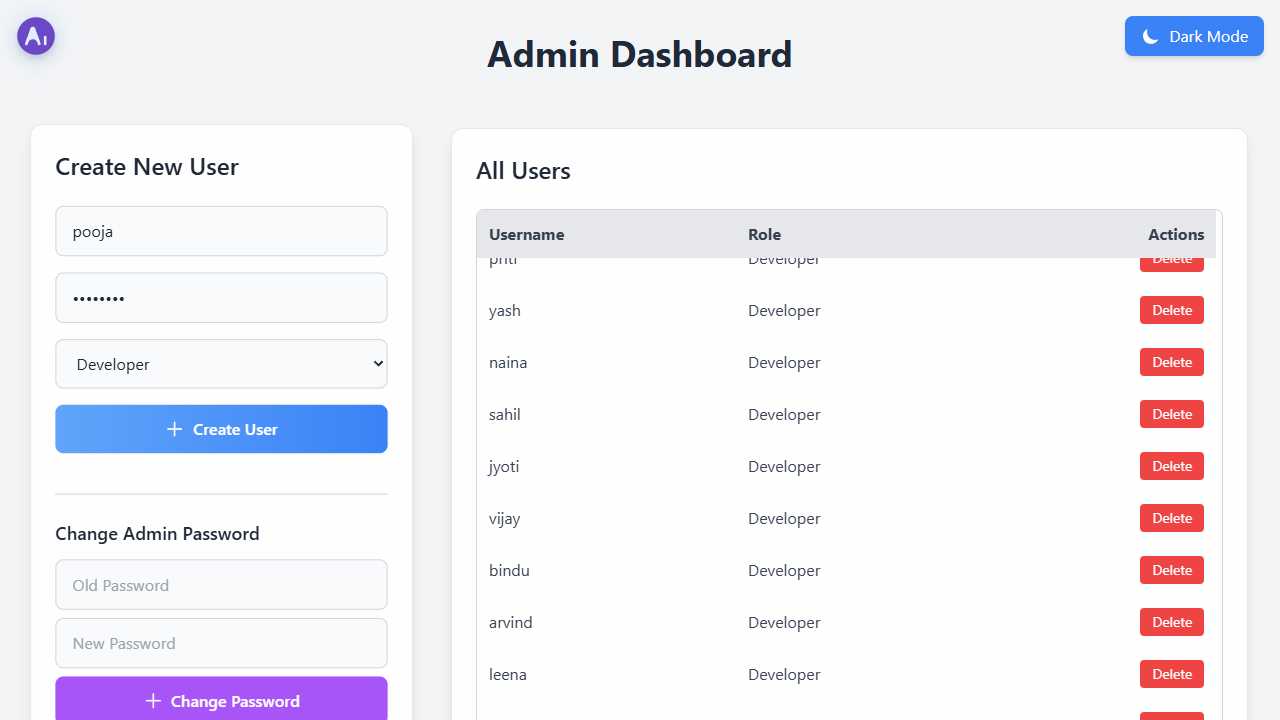 AI
Admin Dashboard
Dark Mode
Create New User
pooja
••••••••
Developer
Create User
Change Admin Password
Old Password
New Password
Change Password
All Users
Username Role Actions
priti Developer Delete
yash Developer Delete
naina Developer Delete
sahil Developer Delete
jyoti Developer Delete
vijay Developer Delete
bindu Developer Delete
arvind Developer Delete
leena Developer Delete